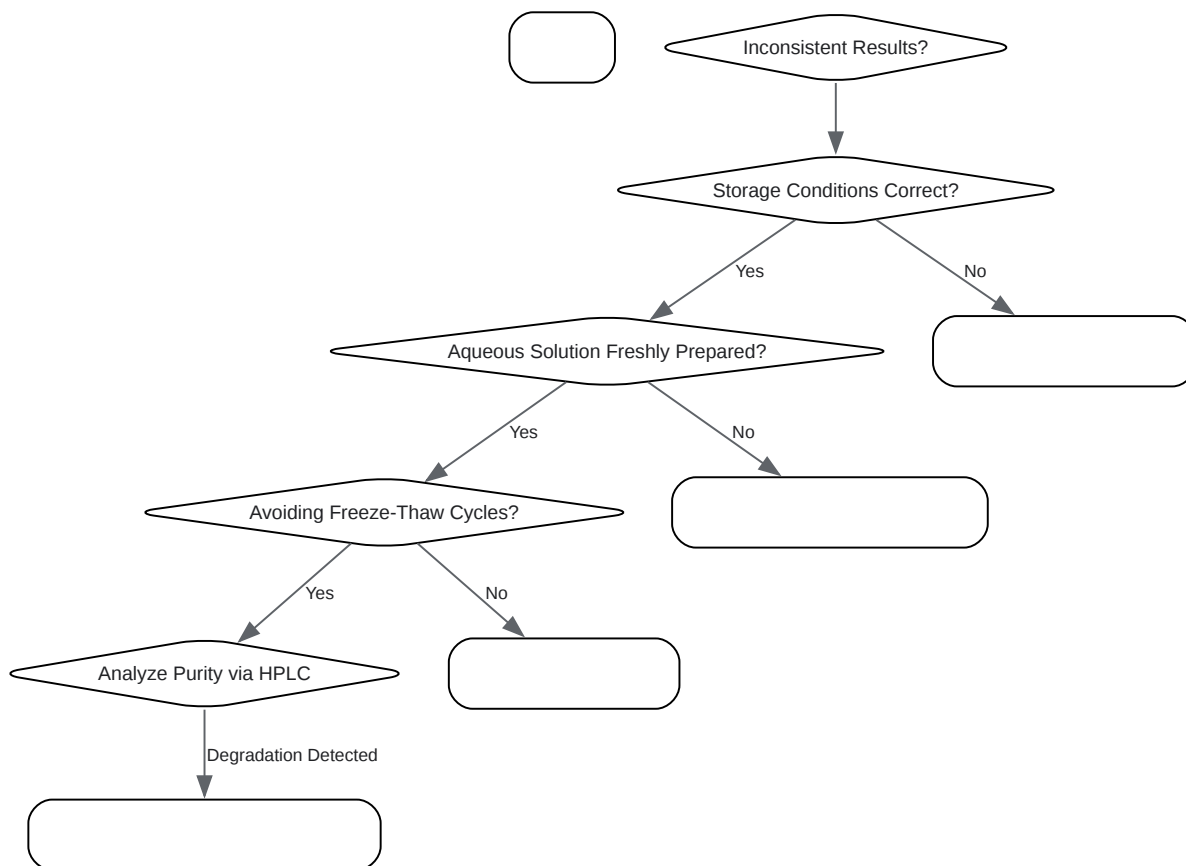 Inconsistent Results?
Storage Conditions Correct?
Yes
No
Aqueous Solution Freshly Prepared?
Yes
No
Avoiding Freeze-Thaw Cycles?
Yes
No
Analyze Purity via HPLC
Degradation Detected